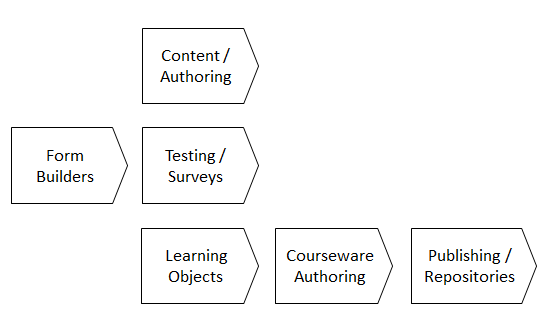 Content /
Authoring
Form
Builders
Testing /
Surveys
Learning
Objects
Courseware
Authoring
Publishing /
Repositories